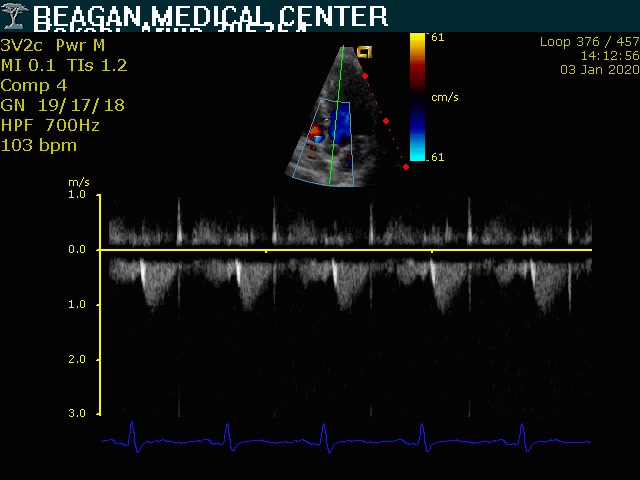 BEAGAN MEDICAL CENTER
3V2c Pwr M
MI 0.1 TIs 1.2
Comp 4
GN 19/17/18
HPF 700Hz
103 bpm
61
cm/s
61
Loop 376 / 457
14:12:56
03 Jan 2020
m/s
1.0
0.0
1.0
2.0
3.0